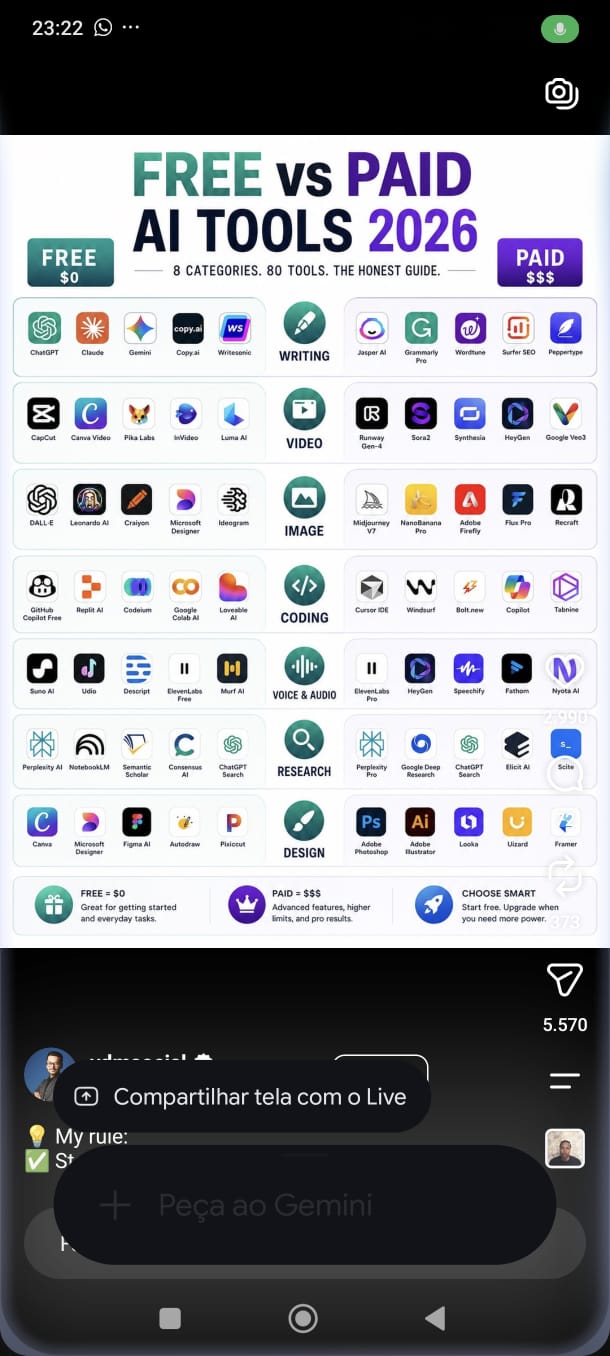 23:22
FREE vs PAID
AI TOOLS 2026
8 CATEGORIES. 80 TOOLS. THE HONEST GUIDE.
FREE
$0
PAID
$$$
ChatGPT Claude Gemini Copy.ai Writesonic
copy.ai
WS
WRITING
Jasper AI Grammarly Pro Wordtune Surfer SEO Peppertype
CapCut Canva Video Pika Labs InVideo Luma AI
VIDEO
Runway Gen-4 Sora2 Synthesia HeyGen Google Veo3
DALL-E Leonardo AI Craiyon Microsoft Designer Ideogram
IMAGE
Midjourney V7 NanoBanana Pro Adobe Firefly Flux Pro Recraft
GitHub Copilot Free Replit AI Codeium Google Colab AI Loveable AI
CODING
Cursor IDE Windsurf Bolt.new Copilot Tabnine
Suno AI Udio Descript ElevenLabs Free Murf AI
VOICE & AUDIO
ElevenLabs Pro HeyGen Speechify Fathom Nyota AI
2.990
Perplexity AI NotebookLM Semantic Scholar Consensus AI ChatGPT Search
RESEARCH
Perplexity Pro Google Deep Research ChatGPT Search Elicit AI Scite
Canva Microsoft Designer Figma AI Autodraw Pixiccut
DESIGN
Ps
Ai
Adobe Photoshop Adobe Illustrator Looka Uizard Framer
FREE = $0
Great for getting started
and everyday tasks.
PAID = $$$
Advanced features, higher
limits, and pro results.
CHOOSE SMART
Start free. Upgrade when
you need more power.
373
5.570
Compartilhar tela com o Live
My rule:
Peça ao Gemini